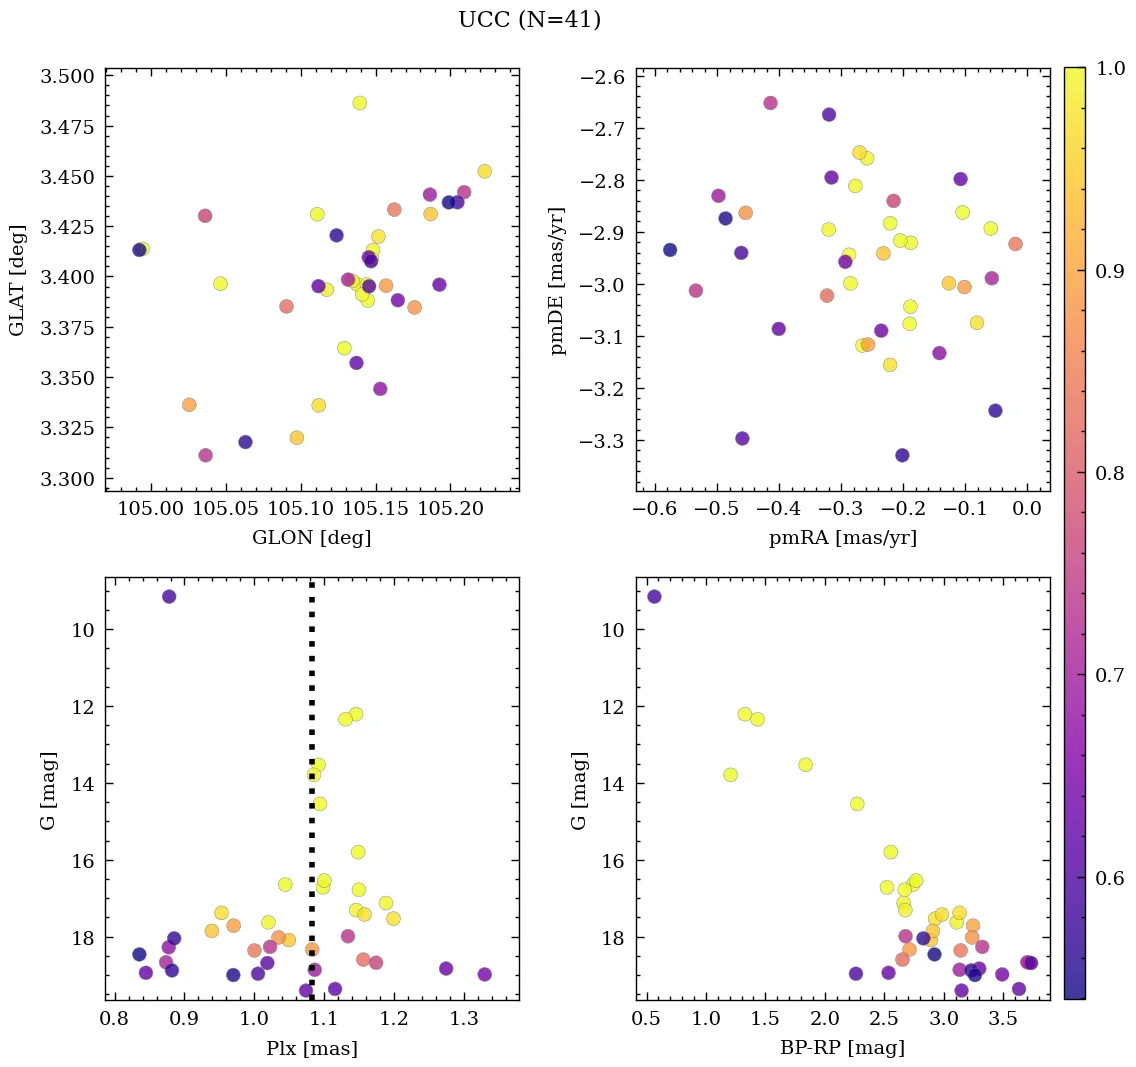 UCC (N=41)
3.500
3.475
3.450
3.425
3.400
3.375
3.350
3.325
3.300
GLAT [deg]
105.00 105.05 105.10 105.15 105.20
GLON [deg]
−2.6
−2.7
−2.8
−2.9
−3.0
−3.1
−3.2
−3.3
pmDE [mas/yr]
−0.6 −0.5 −0.4 −0.3 −0.2 −0.1 0.0
pmRA [mas/yr]
1.0
0.9
0.8
0.7
0.6
10
12
14
16
18
G [mag]
0.8 0.9 1.0 1.1 1.2 1.3
Plx [mas]
10
12
14
16
18
G [mag]
0.5 1.0 1.5 2.0 2.5 3.0 3.5
BP-RP [mag]